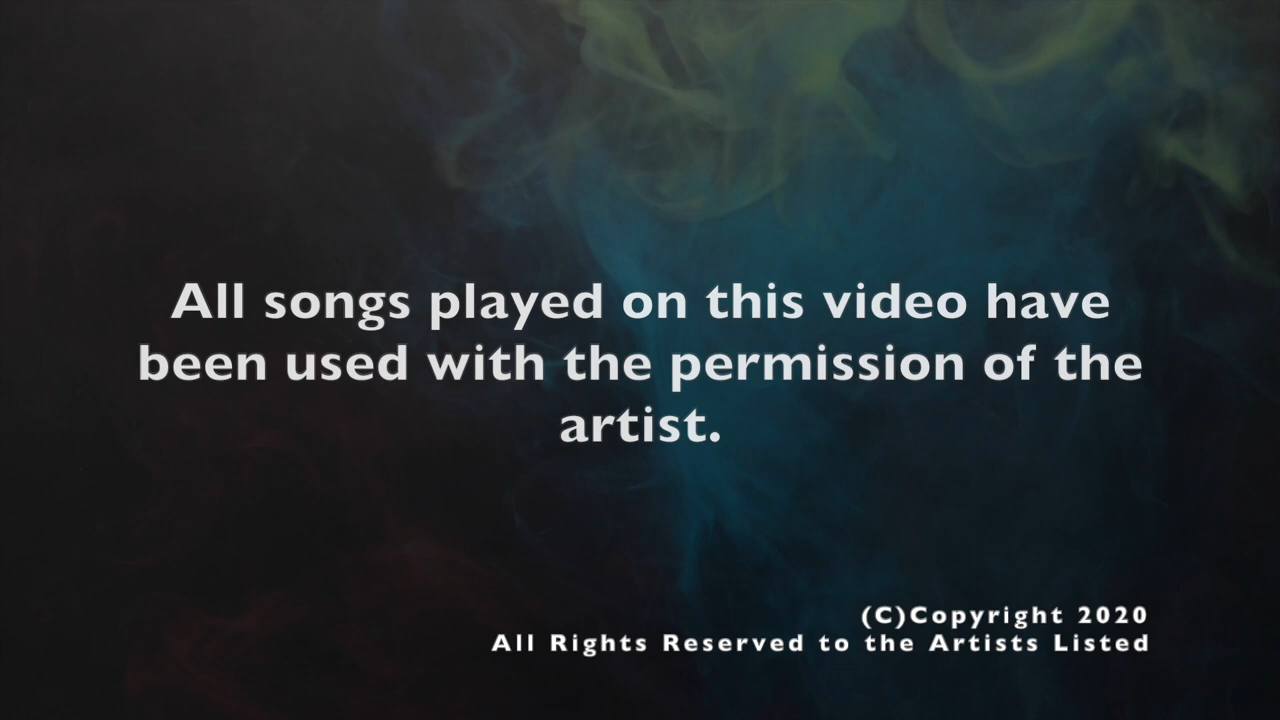 All songs played on this video have
been used with the permission of the
artist.
(C)Copyright 2020
All Rights Reserved to the Artists Listed